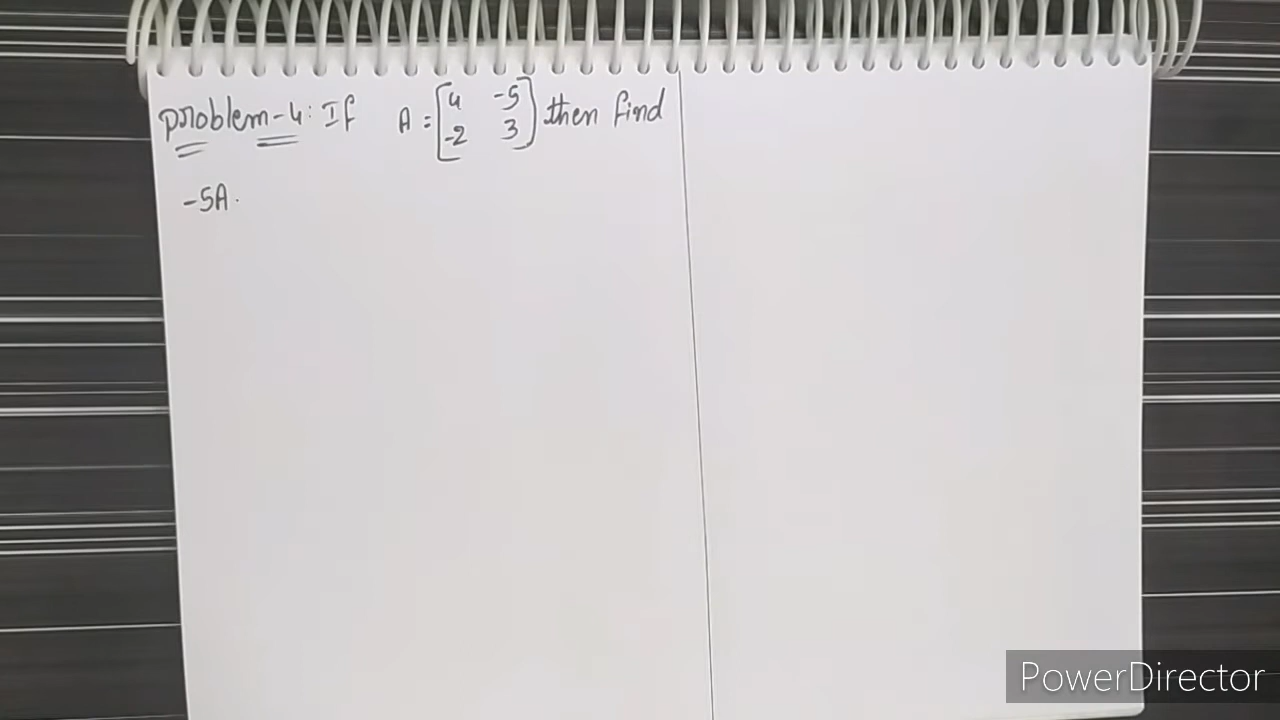 problem-4: If A = [4 -5
-2 3] then find
-5A.
PowerDirector